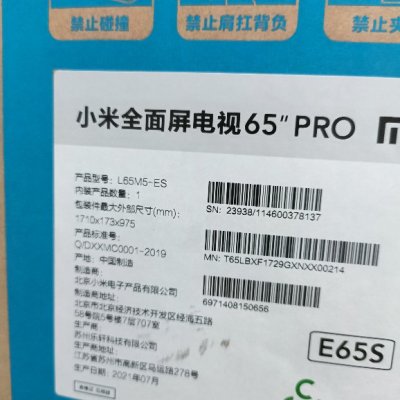 禁止碰撞
禁止肩扛背负
禁止夹
小米全面屏电视65" PRO
产品型号：L65M5-ES
内装产品数量：1
包装件最大外部尺寸(mm)：
1710x173x975
产品标准号：
Q/DXXMC0001-2019
产地：中国制造
制造商：
北京小米电子产品有限公司
制造商地址：
北京市北京经济技术开发区经海五路
58号院5号楼7层707室
生产商：
苏州乐轩科技有限公司
生产商地址：
江苏省苏州市高新区马运路278号
生产日期：2021年07月
SN: 23938/114600378137
MN: T65LBXF1729GXNXX00214
6971408150656
E65S